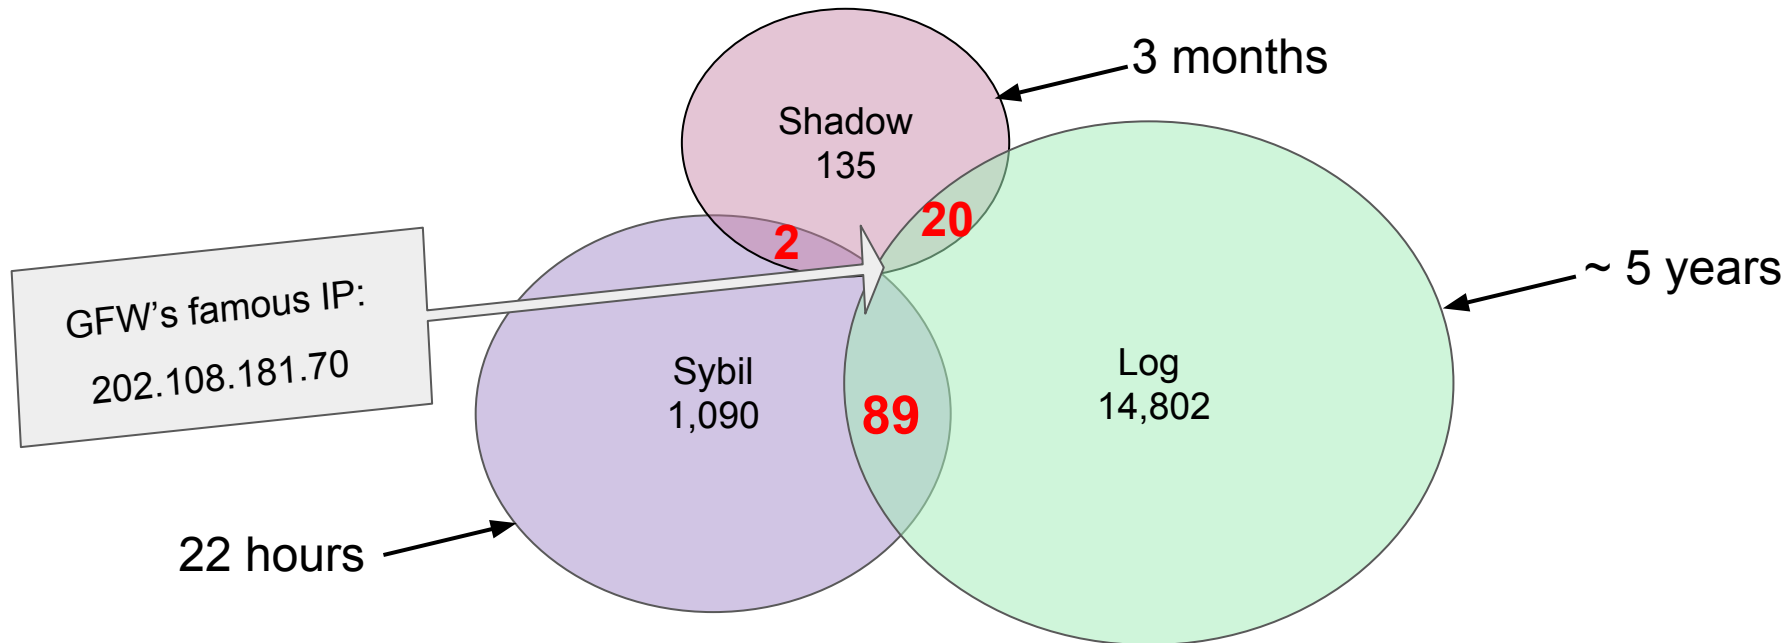 3 months
Shadow
135
20
2
GFW's famous IP:
202.108.181.70
~ 5 years
Sybil
1,090
Log
14,802
89
22 hours